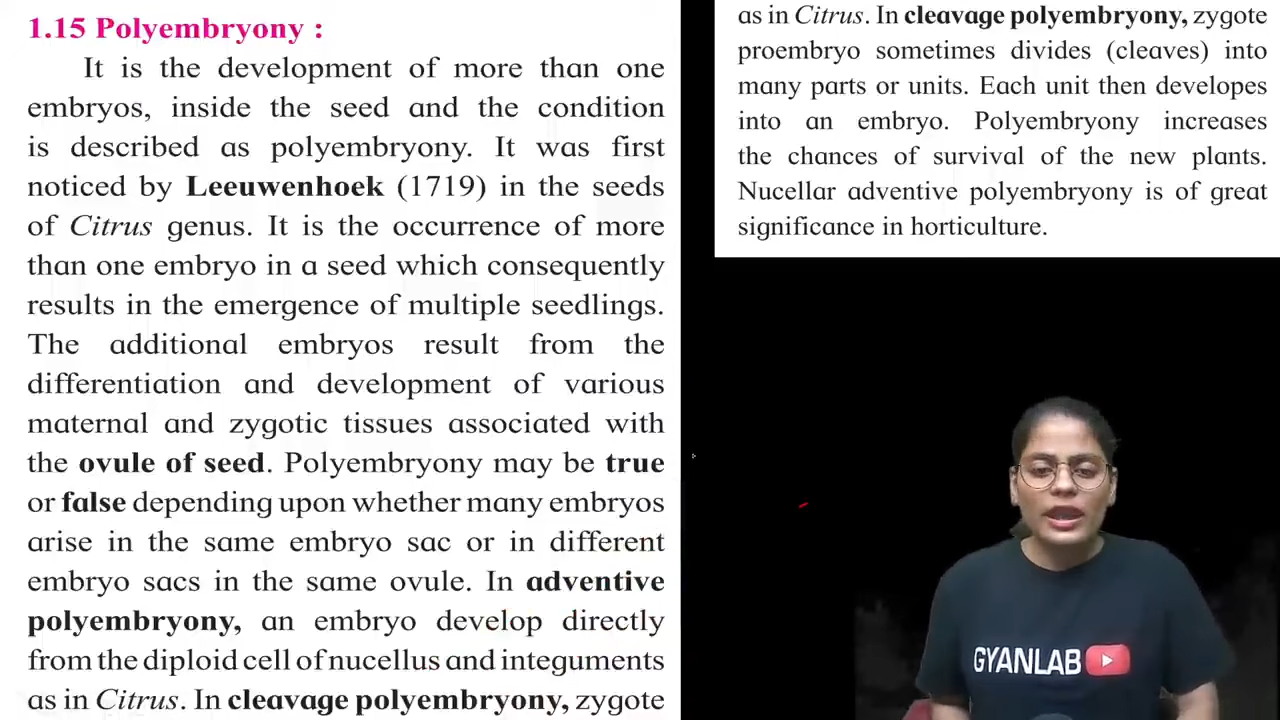 1.15 Polyembryony :
It is the development of more than one
embryos, inside the seed and the condition
is described as polyembryony. It was first
noticed by Leeuwenhoek (1719) in the seeds
of Citrus genus. It is the occurrence of more
than one embryo in a seed which consequently
results in the emergence of multiple seedlings.
The additional embryos result from the
differentiation and development of various
maternal and zygotic tissues associated with
the ovule of seed. Polyembryony may be true
or false depending upon whether many embryos
arise in the same embryo sac or in different
embryo sacs in the same ovule. In adventive
polyembryony, an embryo develop directly
from the diploid cell of nucellus and integuments
as in Citrus. In cleavage polyembryony, zygote
as in Citrus. In cleavage polyembryony, zygote
proembryo sometimes divides (cleaves) into
many parts or units. Each unit then developes
into an embryo. Polyembryony increases
the chances of survival of the new plants.
Nucellar adventive polyembryony is of great
significance in horticulture.
GYANLAB